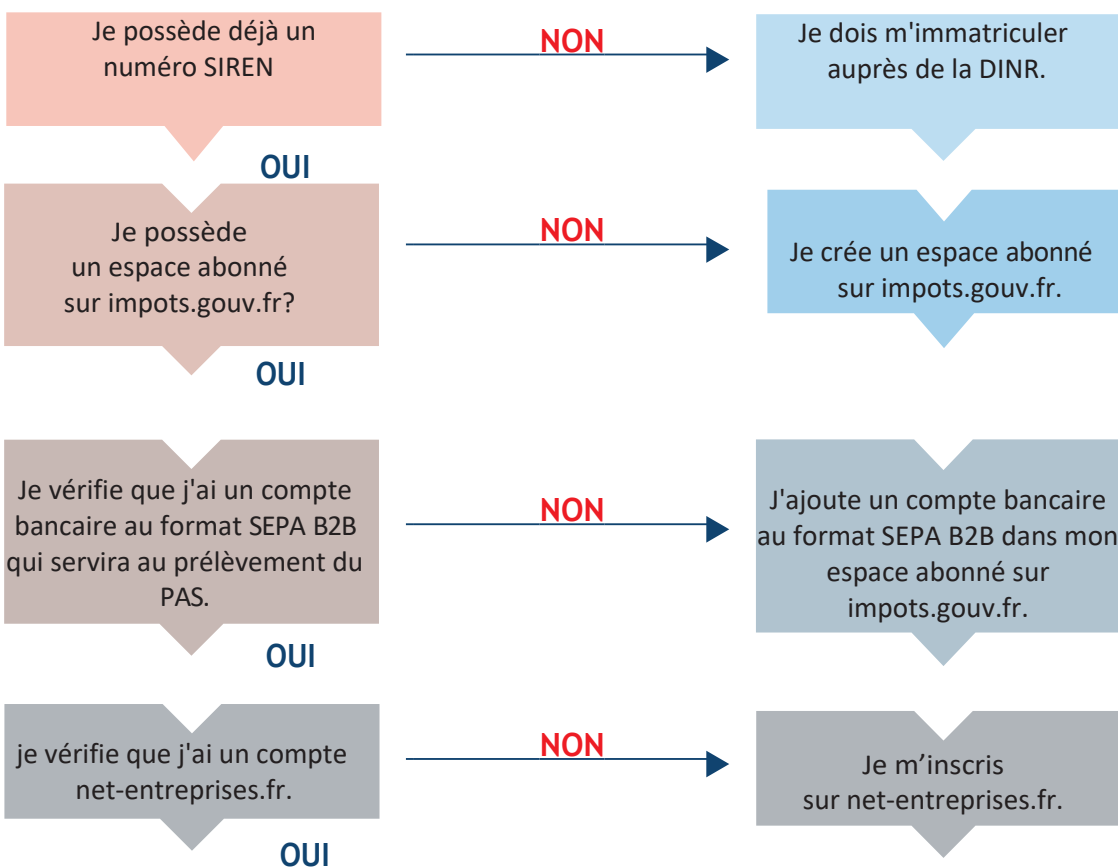 Je possède déjà un
numéro SIREN
NON
Je dois m'immatriculer
auprès de la DINR.
OUI
Je possède
un espace abonné
sur impots.gouv.fr?
NON
Je crée un espace abonné
sur impots.gouv.fr.
OUI
Je vérifie que j'ai un compte
bancaire au format SEPA B2B
qui servira au prélèvement du
PAS.
NON
J'ajoute un compte bancaire
au format SEPA B2B dans mon
espace abonné sur
impots.gouv.fr.
OUI
je vérifie que j'ai un compte
net-entreprises.fr.
NON
Je m’inscris
sur net-entreprises.fr.
OUI